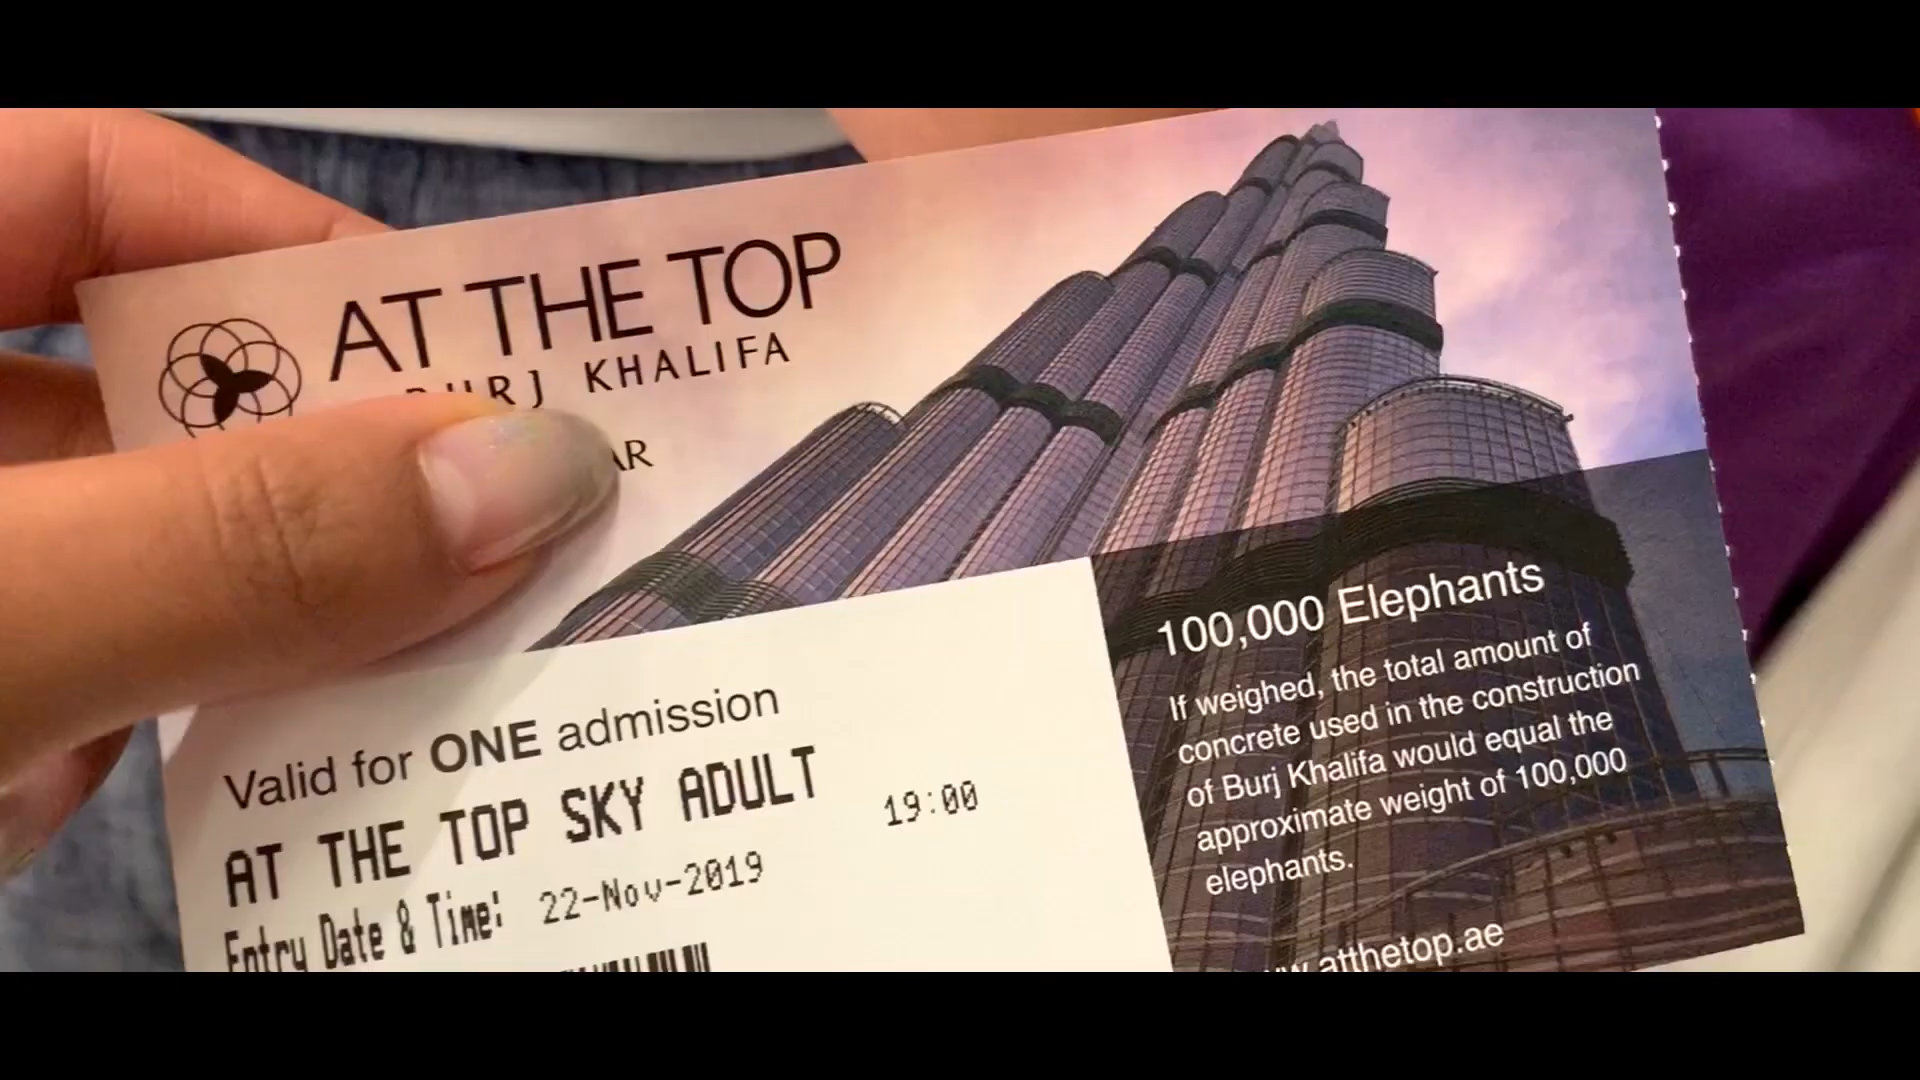 AT THE TOP
BURJ KHALIFA
Valid for ONE admission
AT THE TOP SKY ADULT
Entry Date & Time: 22-Nov-2019 19:00
100,000 Elephants
If weighed, the total amount of
concrete used in the construction
of Burj Khalifa would equal the
approximate weight of 100,000
elephants.
atthetop.ae